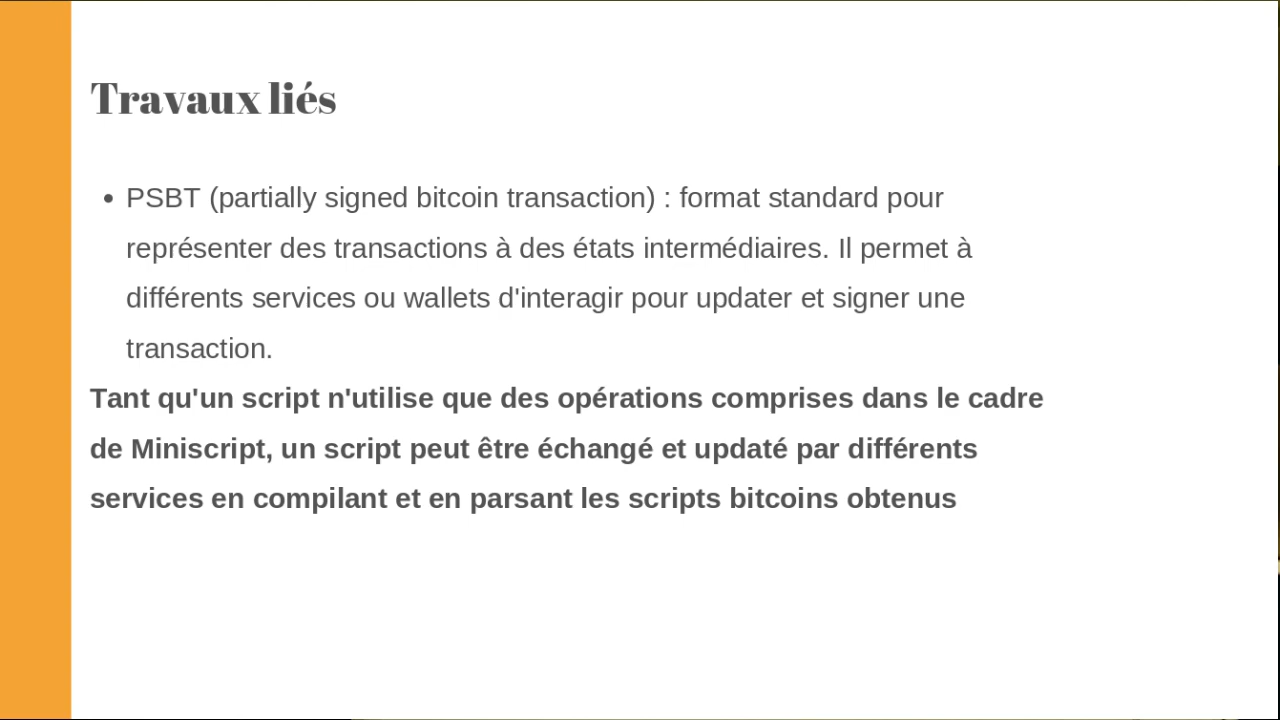 Travaux liés
• PSBT (partially signed bitcoin transaction) : format standard pour
représenter des transactions à des états intermédiaires. Il permet à
différents services ou wallets d'interagir pour updater et signer une
transaction.
Tant qu'un script n'utilise que des opérations comprises dans le cadre
de Miniscript, un script peut être échangé et updaté par différents
services en compilant et en parsant les scripts bitcoins obtenus